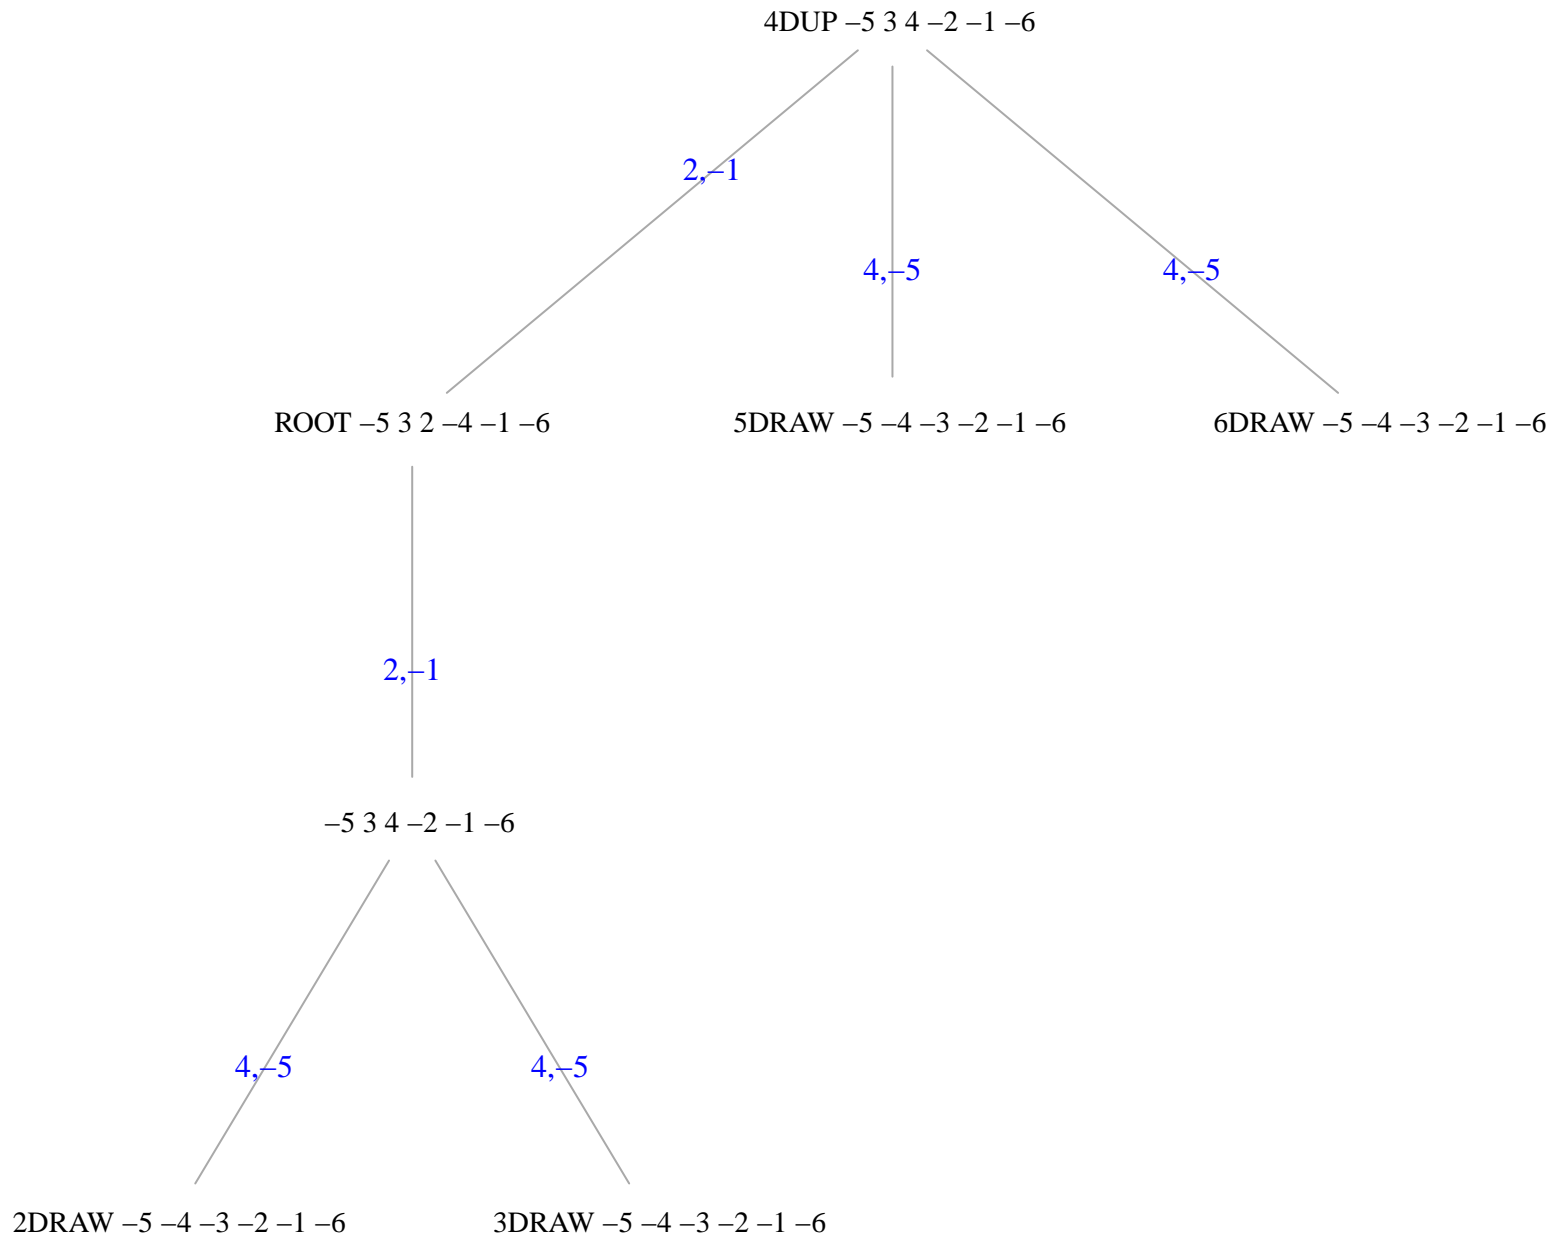 4DUP –5 3 4 –2 –1 –6
2,–1
4,–5
4,–5
ROOT –5 3 2 –4 –1 –6
5DRAW –5 –4 –3 –2 –1 –6
6DRAW –5 –4 –3 –2 –1 –6
2,–1
–5 3 4 –2 –1 –6
4,–5
4,–5
2DRAW –5 –4 –3 –2 –1 –6
3DRAW –5 –4 –3 –2 –1 –6